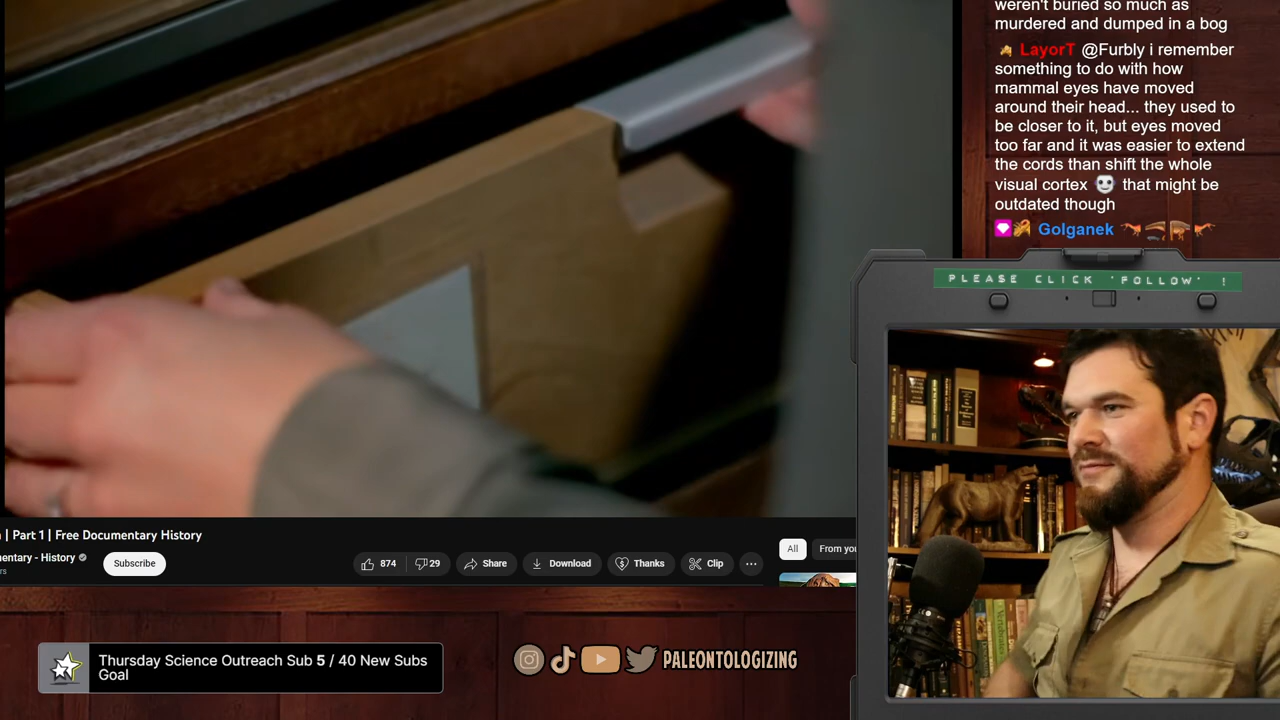 weren't buried so much as
murdered and dumped in a bog
LayorT @Furbly i remember
something to do with how
mammal eyes have moved
around their head... they used to
be closer to it, but eyes moved
too far and it was easier to extend
the cords than shift the whole
visual cortex that might be
outdated though
Golganek
PLEASE CLICK 'FOLLOW' !
| Part 1 | Free Documentary History
entary - History
rs
Subscribe
874
29
Share
Download
Thanks
Clip
All
From you
Thursday Science Outreach Sub 5 / 40 New Subs
Goal
PALEONTOLOGIZING